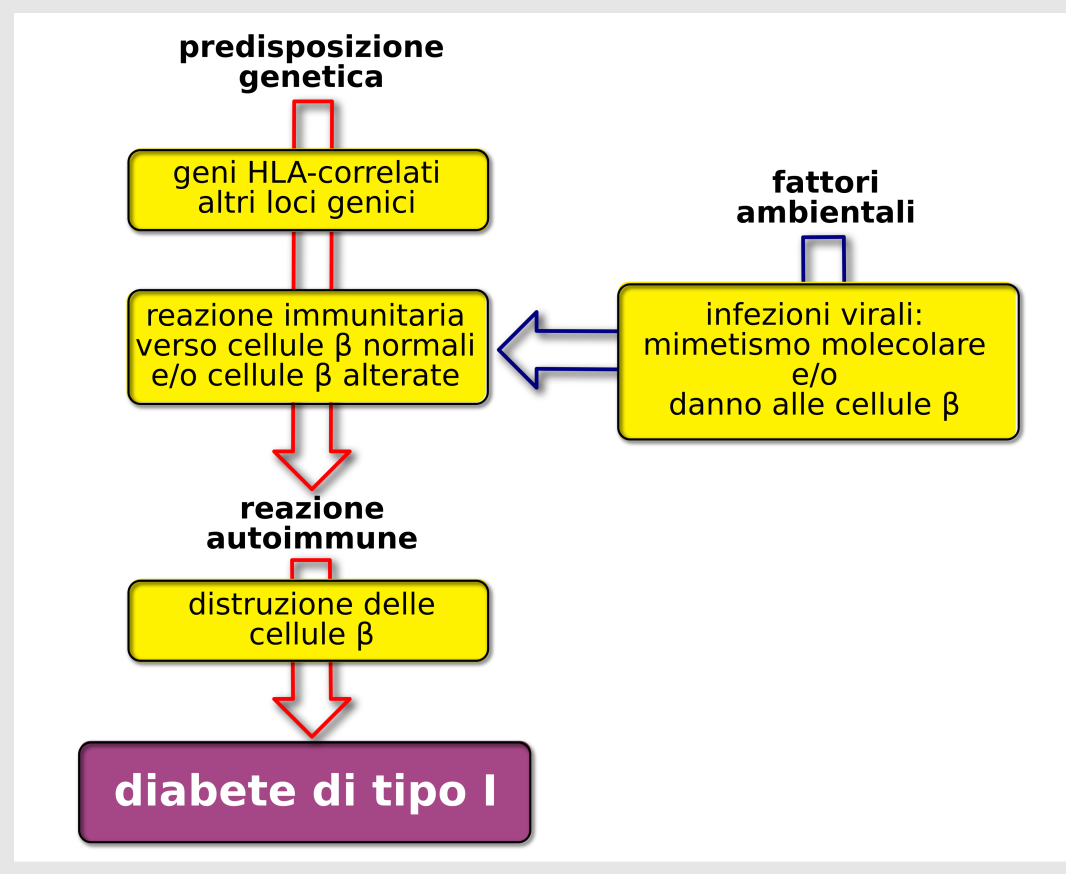 predisposizione
genetica
geni HLA-correlati
altri loci genici
fattori
ambientali
reazione immunitaria
verso cellule β normali
e/o cellule β alterate
infezioni virali:
mimetismo molecolare
e/o
danno alle cellule β
reazione
autoimmune
distruzione delle
cellule β
diabete di tipo I